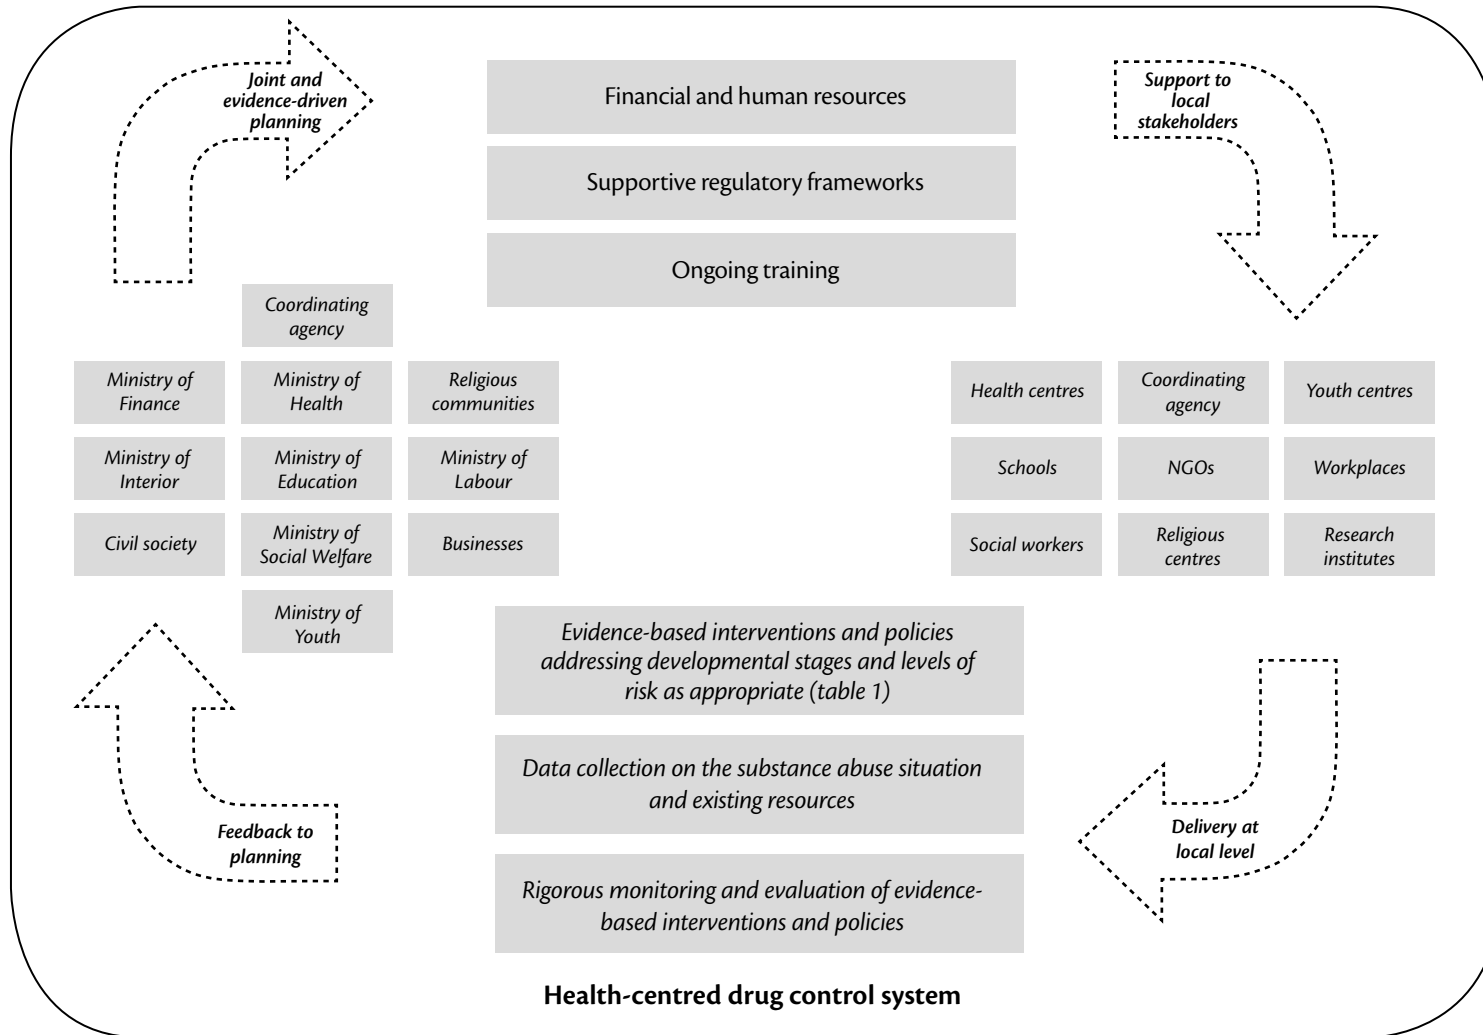 Joint and
evidence-driven
planning
Financial and human resources
Supportive regulatory frameworks
Ongoing training
Support to
local
stakeholders
Coordinating
agency
Ministry of
Finance
Ministry of
Health
Religious
communities
Ministry of
Interior
Ministry of
Education
Ministry of
Labour
Civil society
Ministry of
Social Welfare
Businesses
Ministry of
Youth
Health centres
Coordinating
agency
Youth centres
Schools
NGOs
Workplaces
Social workers
Religious
centres
Research
institutes
Evidence-based interventions and policies
addressing developmental stages and levels of
risk as appropriate (table 1)
Data collection on the substance abuse situation
and existing resources
Rigorous monitoring and evaluation of evidence-
based interventions and policies
Delivery at
local level
Feedback to
planning
Health-centred drug control system